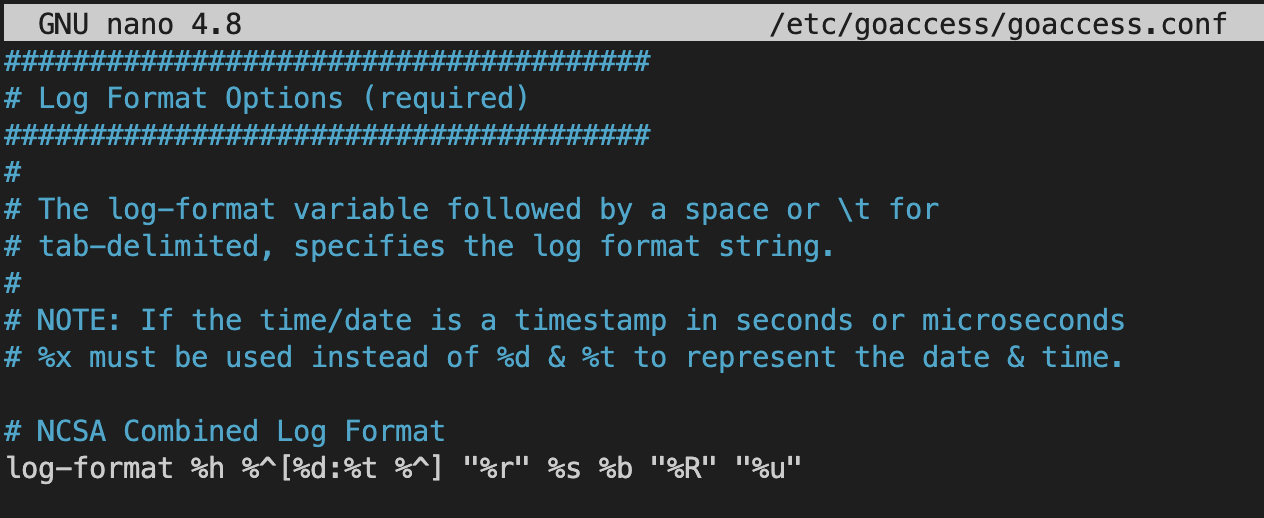 GNU nano 4.8 /etc/goaccess/goaccess.conf
######################################
# Log Format Options (required)
######################################
#
# The log-format variable followed by a space or \t for
# tab-delimited, specifies the log format string.
#
# NOTE: If the time/date is a timestamp in seconds or microseconds
# %x must be used instead of %d & %t to represent the date & time.
# NCSA Combined Log Format
log-format %h %^[%d:%t %^] "%r" %s %b "%R" "%u"